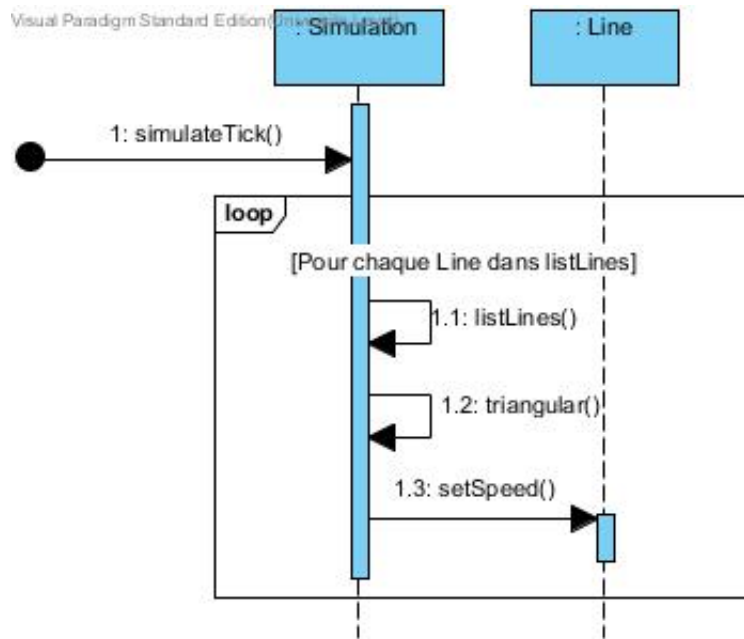 Visual Paradigm Standard Edition(
: Simulation
: Line
1: simulateTick()
loop
[Pour chaque Line dans listLines]
1.1: listLines()
1.2: triangular()
1.3: setSpeed()